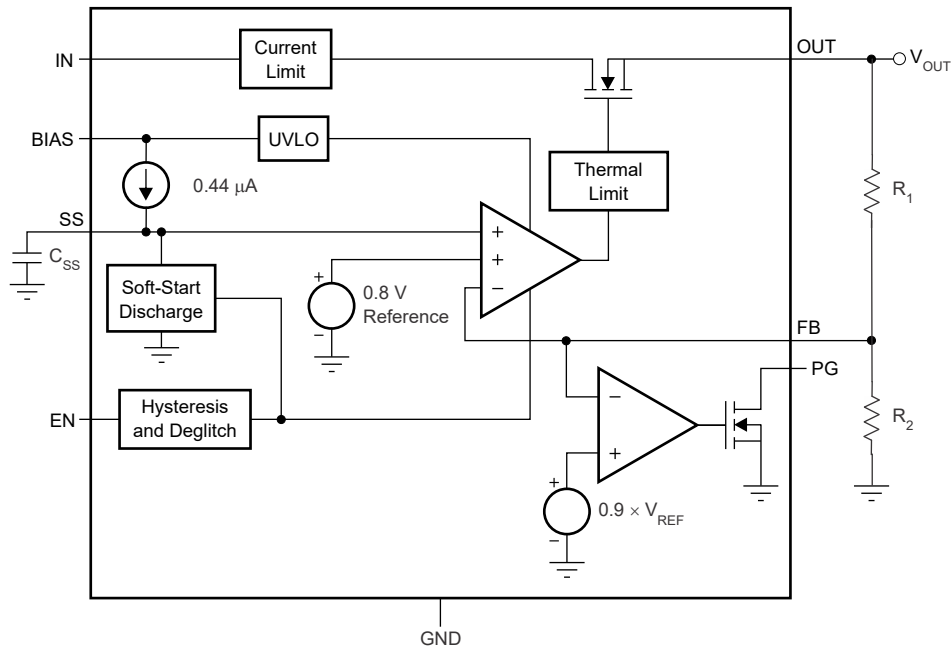 IN
Current
Limit
OUT
V_OUT
BIAS
UVLO
0.44 μA
Thermal
Limit
R_1
SS
C_SS
+
+
−
+
−
0.8 V
Reference
Soft-Start
Discharge
FB
PG
EN
Hysteresis
and Deglitch
−
+
R_2
+
−
0.9 × V_REF
GND